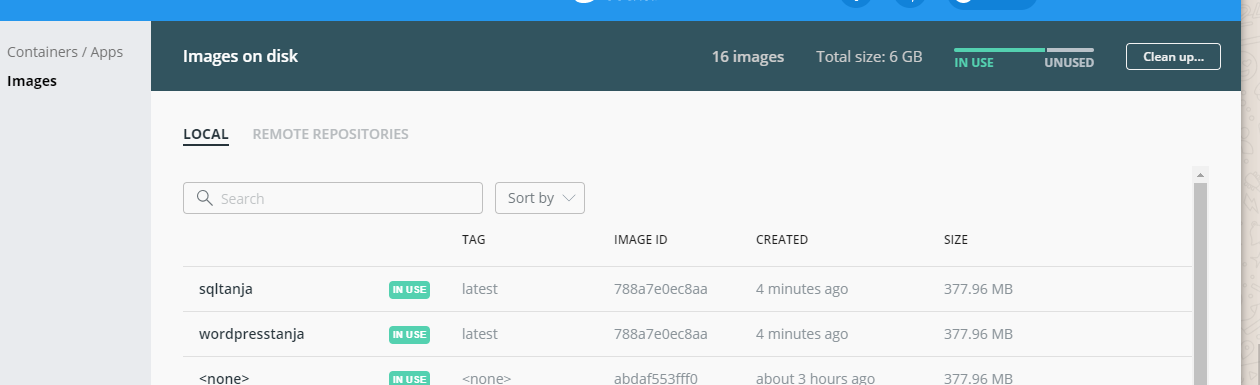 Containers / Apps
Images
Images on disk
16 images
Total size: 6 GB
IN USE
UNUSED
Clean up...
LOCAL
REMOTE REPOSITORIES
Search
Sort by
TAG IMAGE ID CREATED SIZE
sqltanja IN USE latest 788a7e0ec8aa 4 minutes ago 377.96 MB
wordpresstanja IN USE latest 788a7e0ec8aa 4 minutes ago 377.96 MB
<none> IN USE <none> abdaf553fff0 about 3 hours ago 377.96 MB